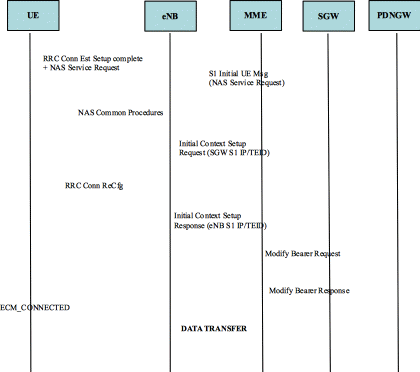 UE eNB MME SGW PDNGW
RRC Conn Est Setup complete
+ NAS Service Request
S1 Initial UE Msg
(NAS Service Request)
NAS Common Procedures
Initial Context Setup
Request (SGW S1 IP/TEID)
RRC Conn ReCfg
Initial Context Setup
Response (eNB S1 IP/TEID)
Modify Bearer Request
Modify Bearer Response
ECM_CONNECTED
DATA TRANSFER